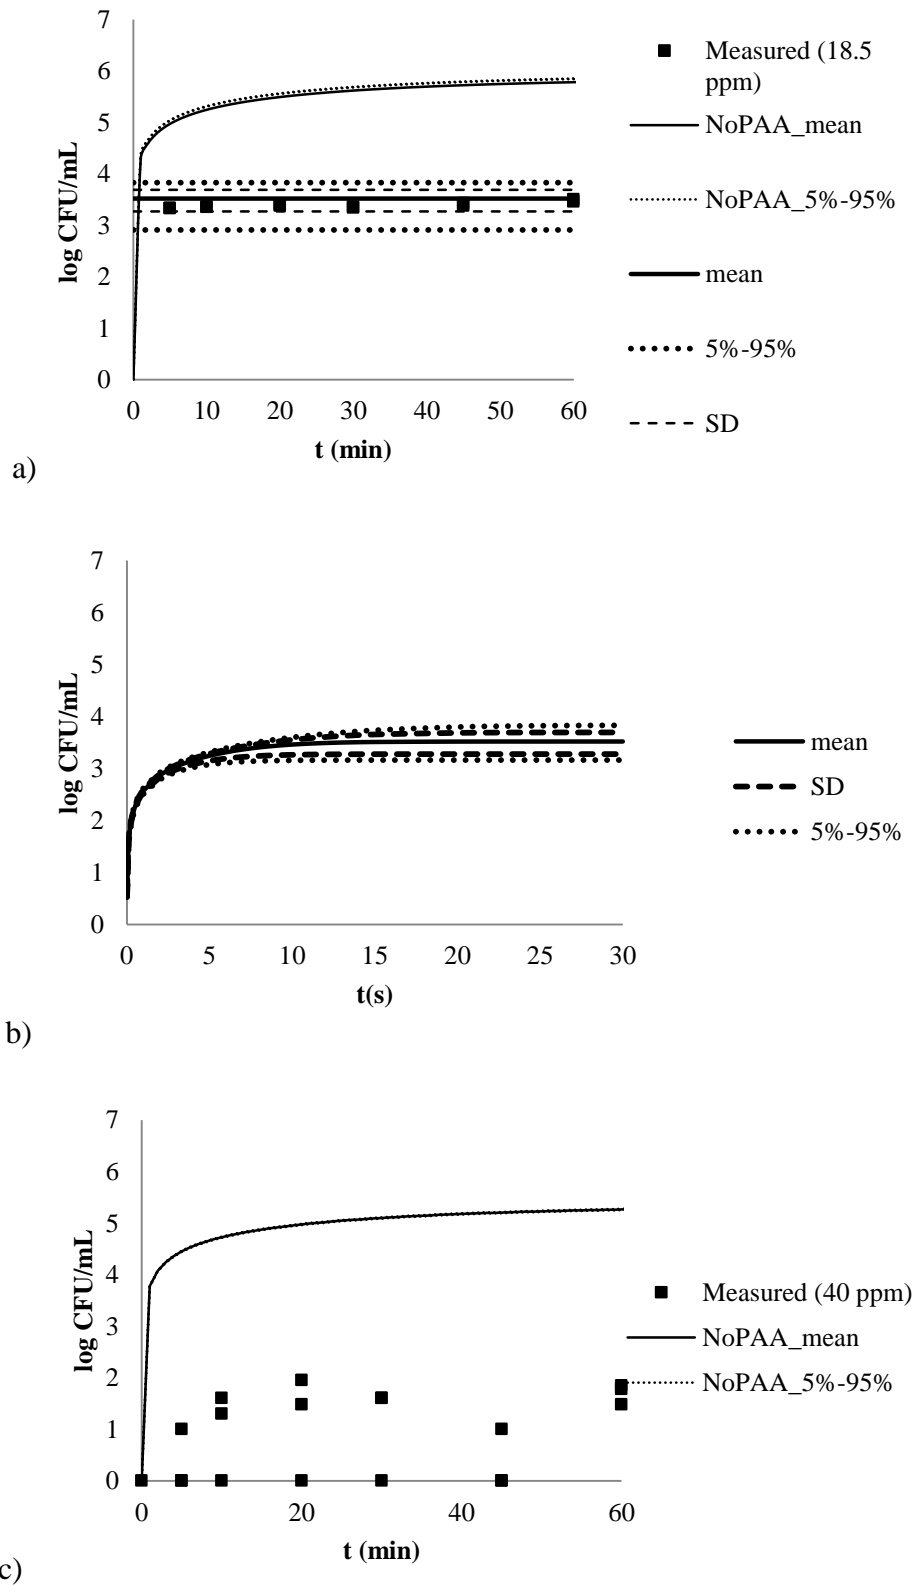 7
6
5
4
3
2
1
0
log CFU/mL
0 10 20 30 40 50 60
t (min)
Measured (18.5
ppm)
NoPAA_mean
NoPAA_5%-95%
mean
5%-95%
SD
a)
7
6
5
4
3
2
1
0
log CFU/mL
0 5 10 15 20 25 30
t(s)
mean
SD
5%-95%
b)
7
6
5
4
3
2
1
0
log CFU/mL
0 20 40 60
t (min)
Measured (40 ppm)
NoPAA_mean
NoPAA_5%-95%
c)